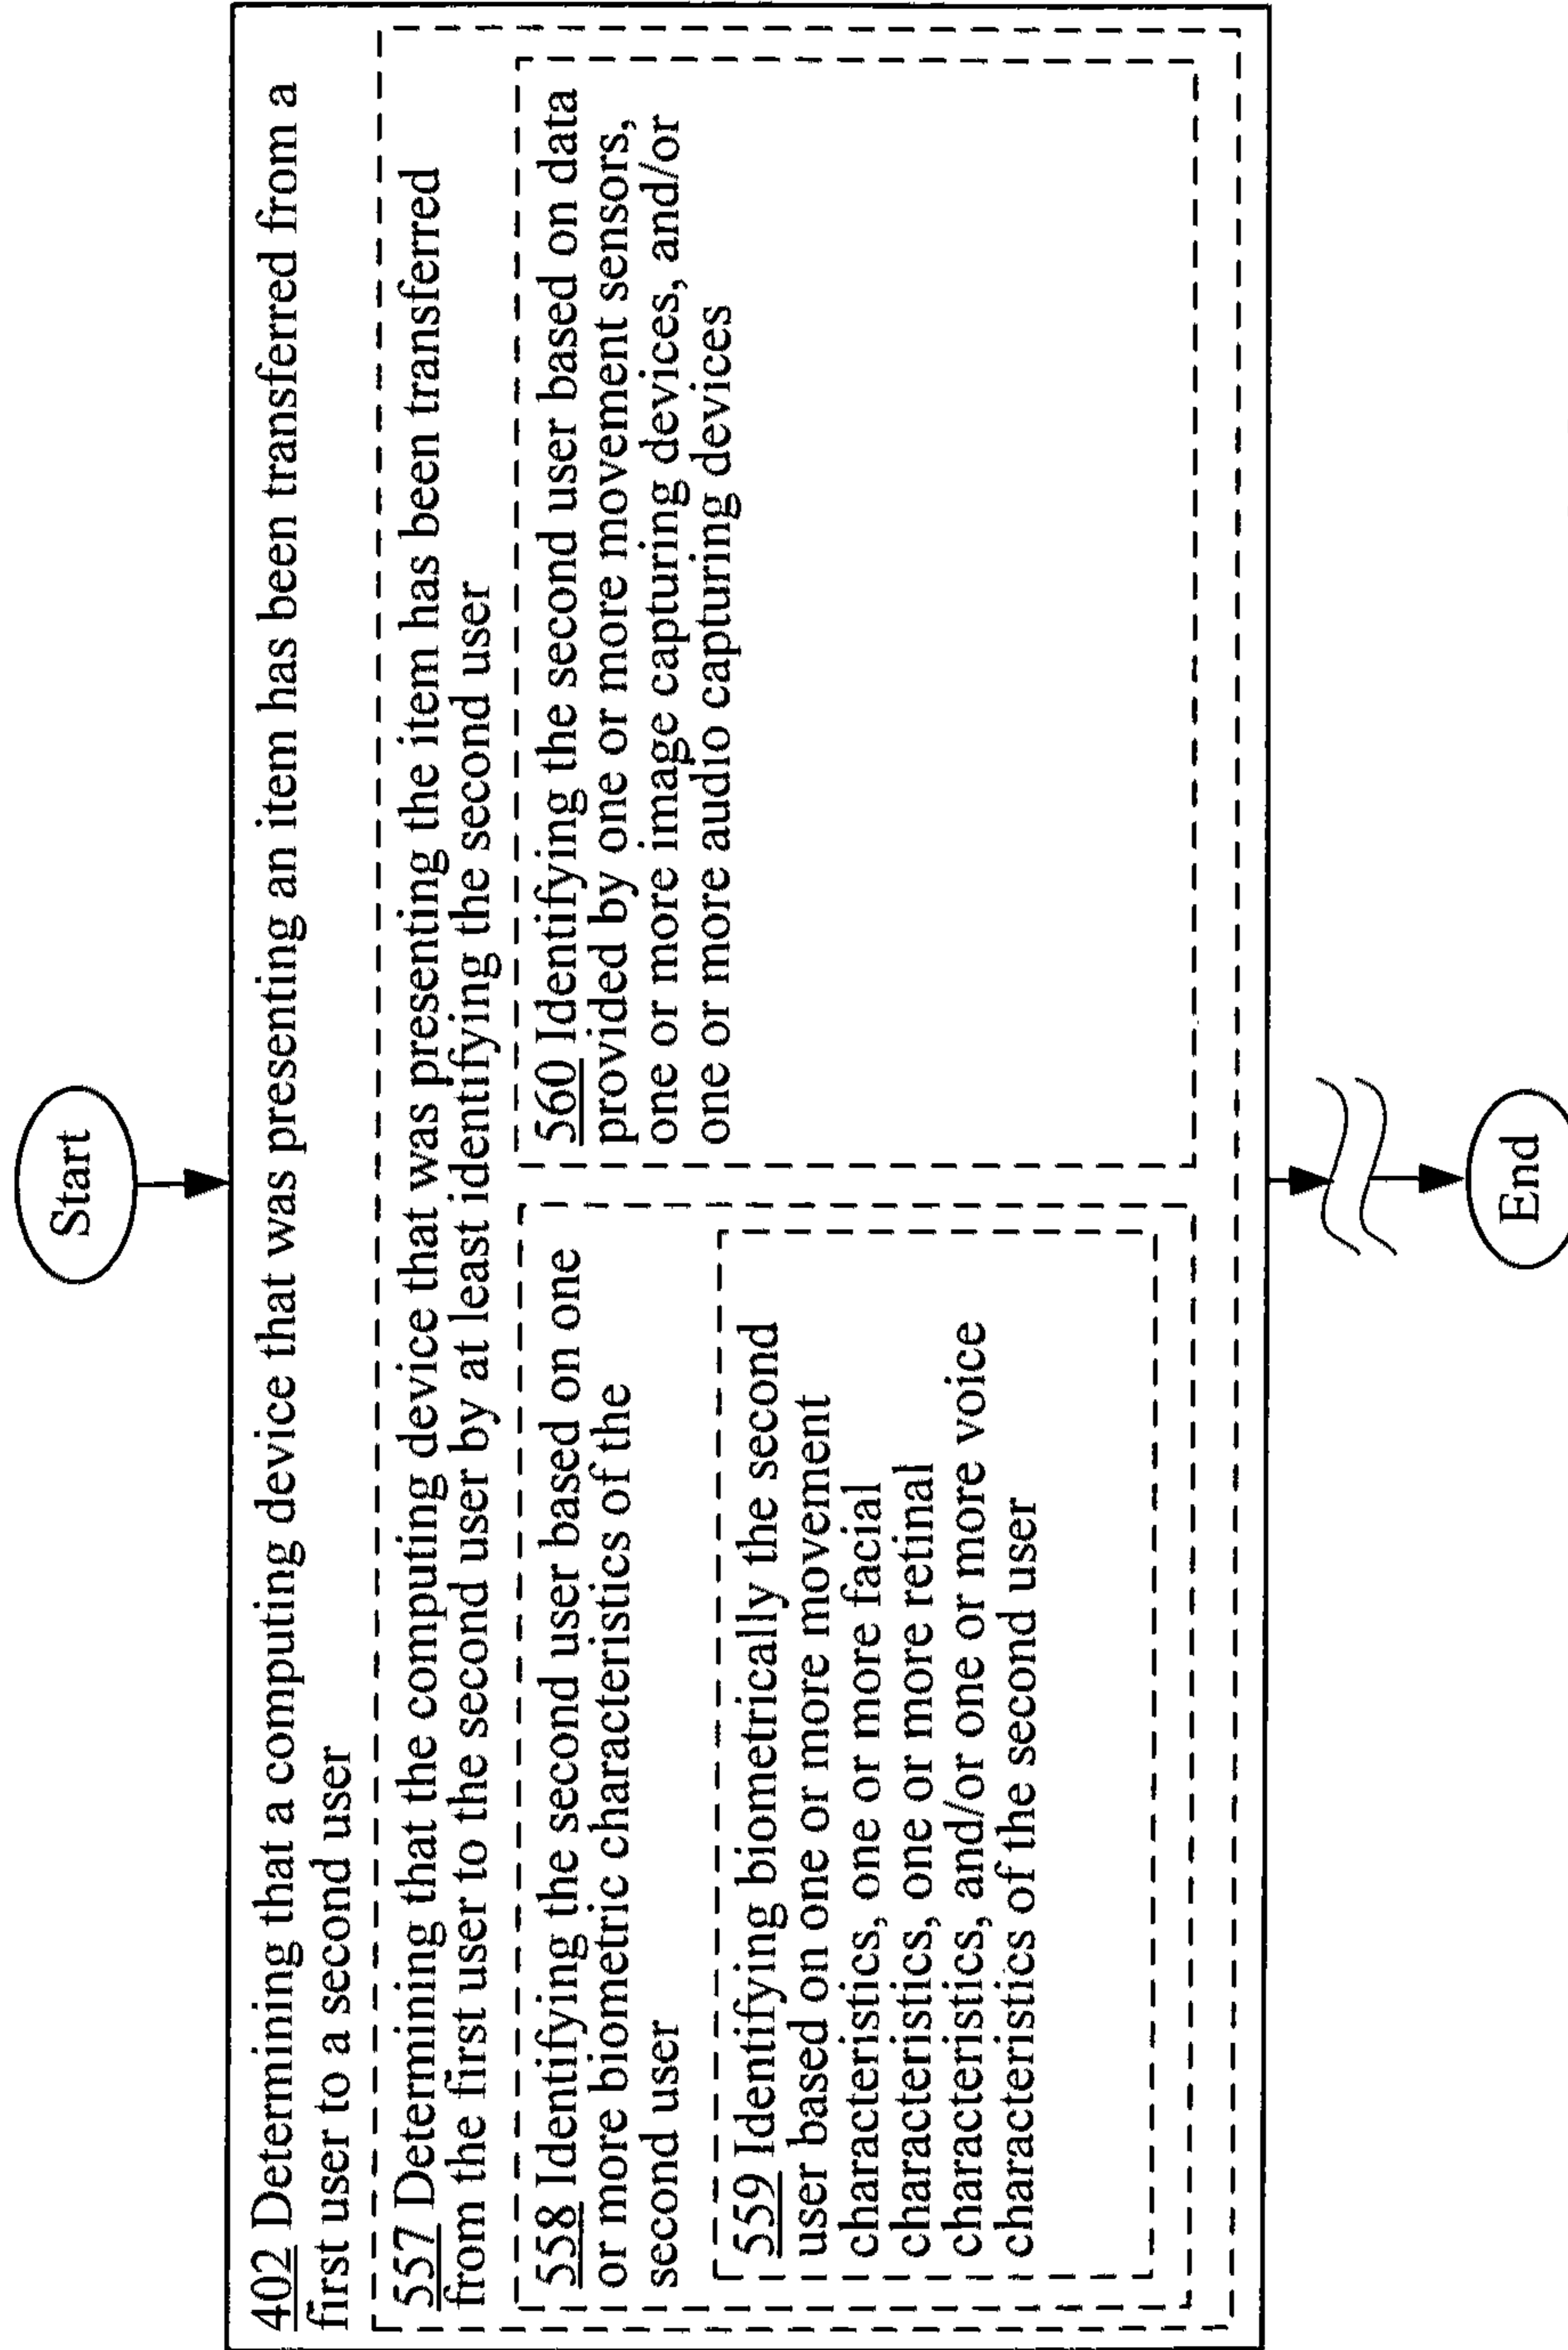 Start
402 Determining that a computing device that was presenting an item has been transferred from a
first user to a second user
557 Determining that the computing device that was presenting the item has been transferred
from the first user to the second user by at least identifying the second user
558 Identifying the second user based on one
or more biometric characteristics of the
second user
559 Identifying biometrically the second
user based on one or more movement
characteristics, one or more facial
characteristics, one or more retinal
characteristics, and/or one or more voice
characteristics of the second user
560 Identifying the second user based on data
provided by one or more movement sensors,
one or more image capturing devices, and/or
one or more audio capturing devices
End